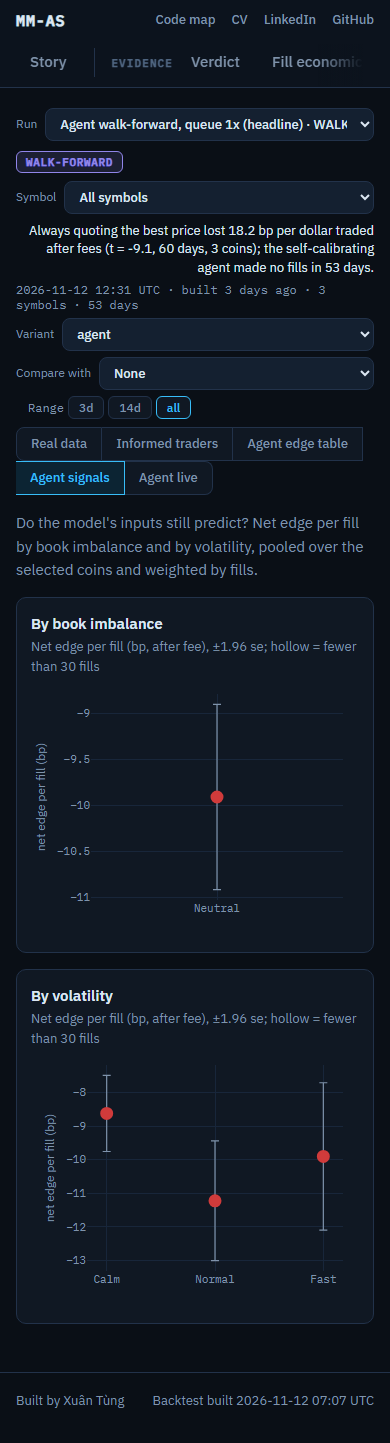 MM-AS Code map CV LinkedIn GitHub
Story EVIDENCE Verdict Fill economic
Run Agent walk-forward, queue 1x (headline) · WALK
WALK-FORWARD
Symbol All symbols
Always quoting the best price lost 18.2 bp per dollar traded
after fees (t = -9.1, 60 days, 3 coins); the self-calibrating
agent made no fills in 53 days.
2026-11-12 12:31 UTC · built 3 days ago · 3
symbols · 53 days
Variant agent
Compare with None
Range 3d 14d all
Real data Informed traders Agent edge table
Agent signals Agent live
Do the model's inputs still predict? Net edge per fill
by book imbalance and by volatility, pooled over the
selected coins and weighted by fills.
By book imbalance
Net edge per fill (bp, after fee), ±1.96 se; hollow = fewer
than 30 fills
net edge per fill (bp)
−9
−9.5
−10
−10.5
−11
Neutral
By volatility
Net edge per fill (bp, after fee), ±1.96 se; hollow = fewer
than 30 fills
net edge per fill (bp)
−8
−9
−10
−11
−12
−13
Calm Normal Fast
Built by Xuân Tùng Backtest built 2026-11-12 07:07 UTC